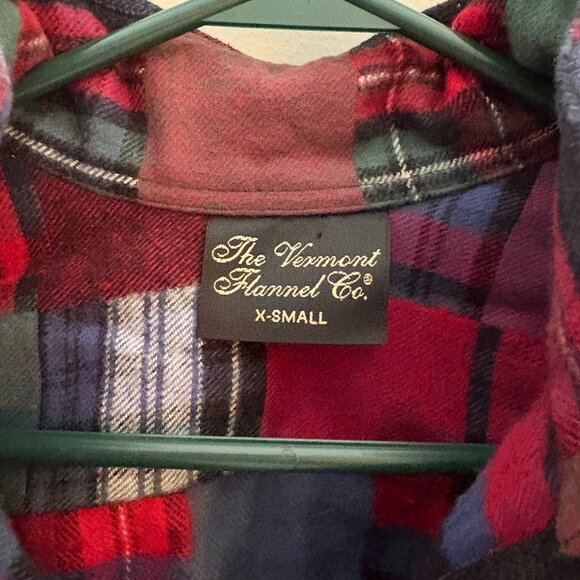 The Vermont
Flannel Co.®
X-SMALL